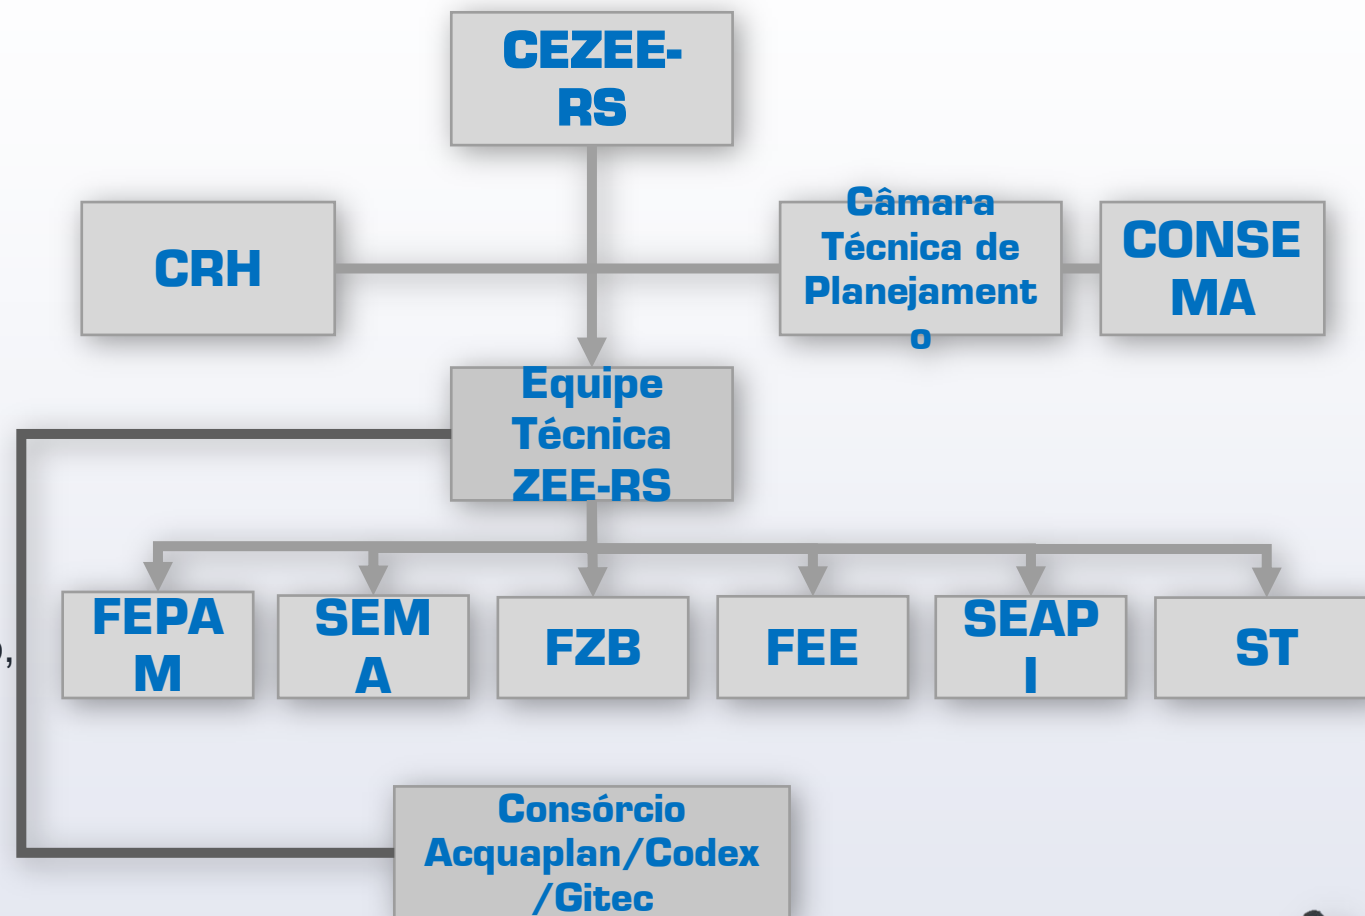 CEZEE-
RS
CRH
Câmara
Técnica de
Planejament
o
CONSE
MA
Equipe
Técnica
ZEE-RS
FEPA
M
SEM
A
FZB
FEE
SEAP
I
ST
Consórcio
Acquaplan/Codex
/Gitec